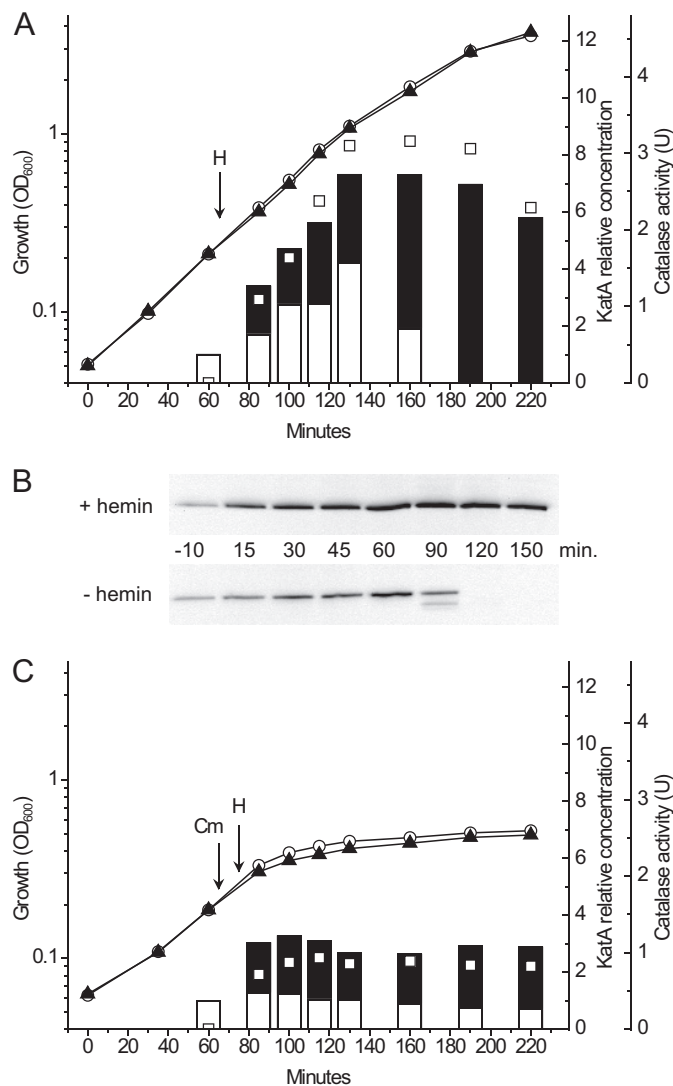 A
Growth (OD600)
1
0.1
H
0 20 40 60 80 100 120 140 160 180 200 220
Minutes
12
10
8
6
4
2
0
KatA relative concentration
4
3
2
1
0
Catalase activity (U)
B
+ hemin
-10 15 30 45 60 90 120 150 min.
- hemin
C
Growth (OD600)
1
0.1
Cm
H
0 20 40 60 80 100 120 140 160 180 200 220
Minutes
12
10
8
6
4
2
0
KatA relative concentration
4
3
2
1
0
Catalase activity (U)